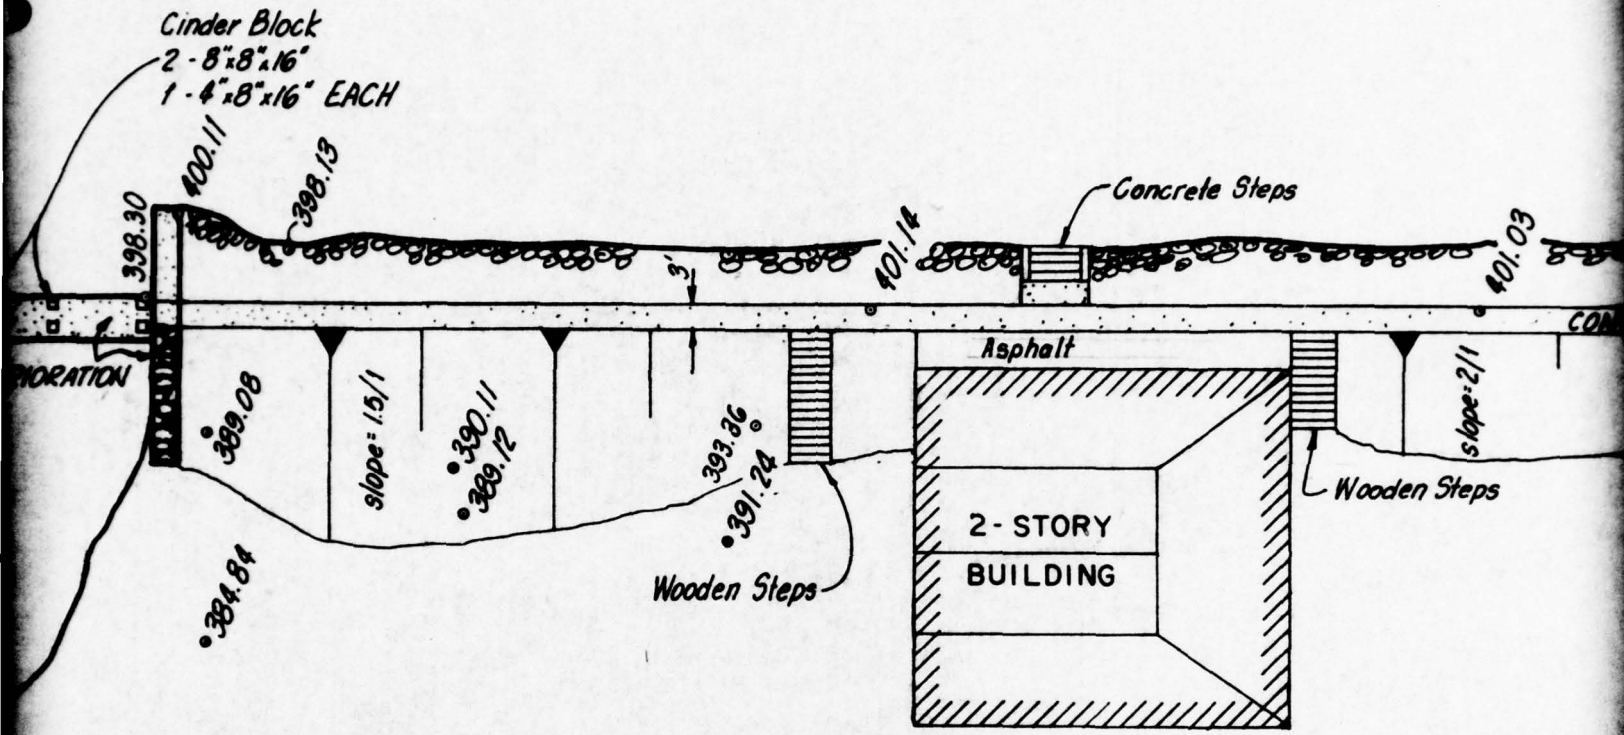 Cinder Block
2 - 8"x8"x16"
1 - 4"x8"x16" EACH
400.11
398.13
398.30
Concrete Steps
401.14
401.03
3'
Asphalt
389.08
slope= 1.5/1
390.11
389.12
393.36
391.24
slope=2/1
Wooden Steps
2-STORY
BUILDING
Wooden Steps
384.84